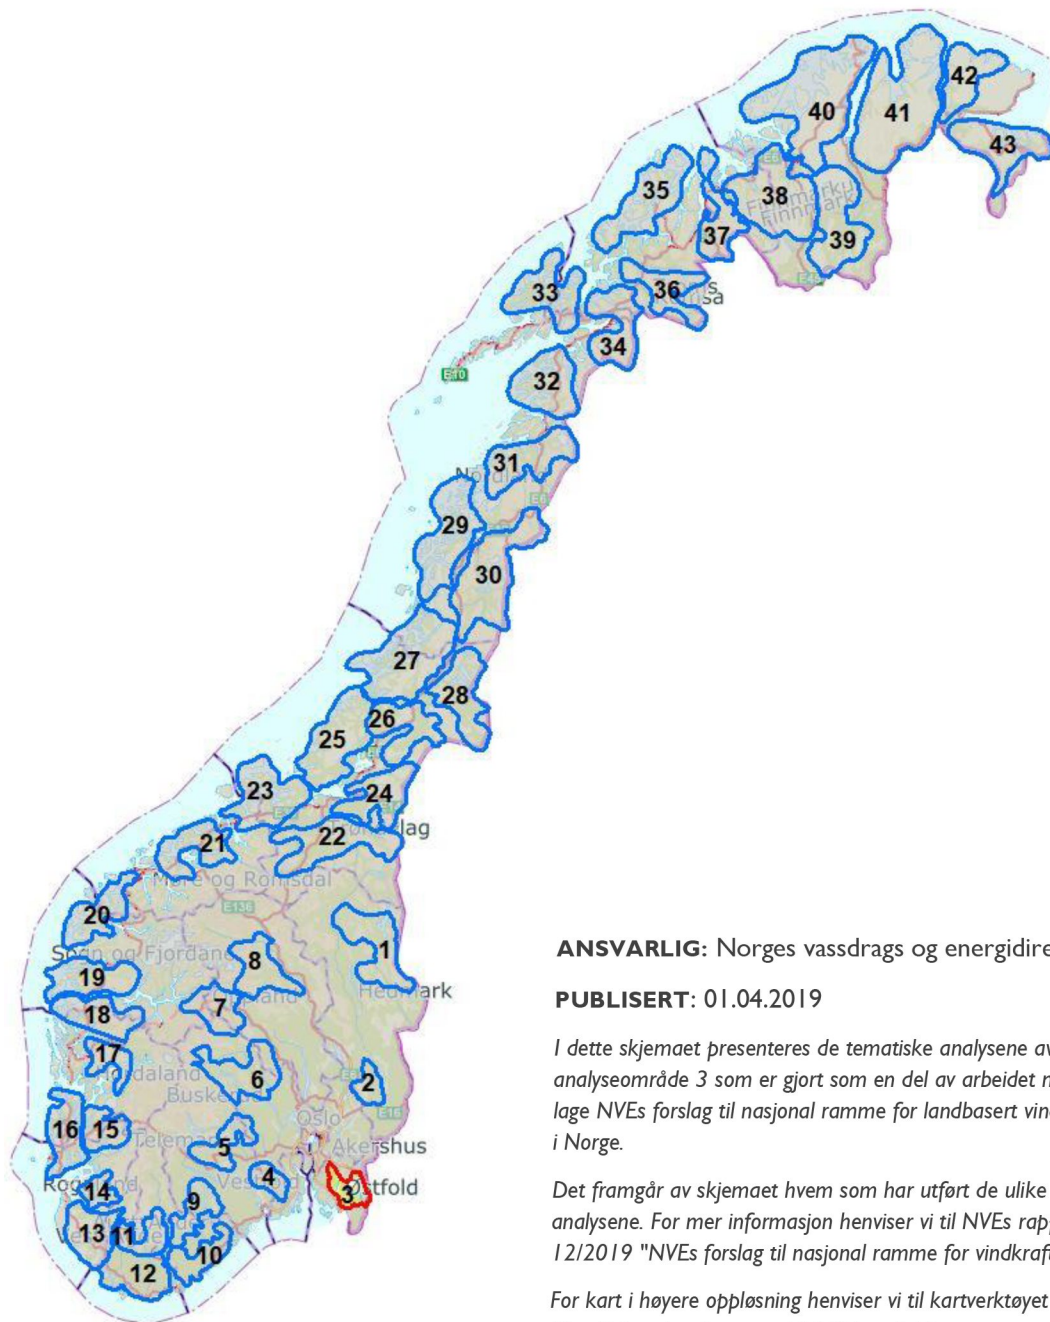 40
41
42
43
35
38
Finnmárku
Finnmark
37
39
33
36
34
E10
32
31
29
E6
30
27
28
26
25
23
24
22
21
Møre og Romsdal
E136
20
Sogn og Fjordane
8
1
19
Hedmark
7
18
17
6
2
Buskerud
E16
16
15
Oslo
Telemark
5
Akershus
4
3
Østfold
14
9
13
11
10
12
ANSVARLIG: Norges vassdrags og energidire
PUBLISERT: 01.04.2019
I dette skjemaet presenteres de tematiske analysene av
analyseområde 3 som er gjort som en del av arbeidet
lage NVEs forslag til nasjonal ramme for landbasert
i Norge.
Det framgår av skjemaet hvem som har utført de ulike
analysene. For mer informasjon henviser vi til NVEs
12/2019 "NVEs forslag til nasjonal ramme for vindkraft
For kart i høyere oppløsning henviser vi til kartverktøyet